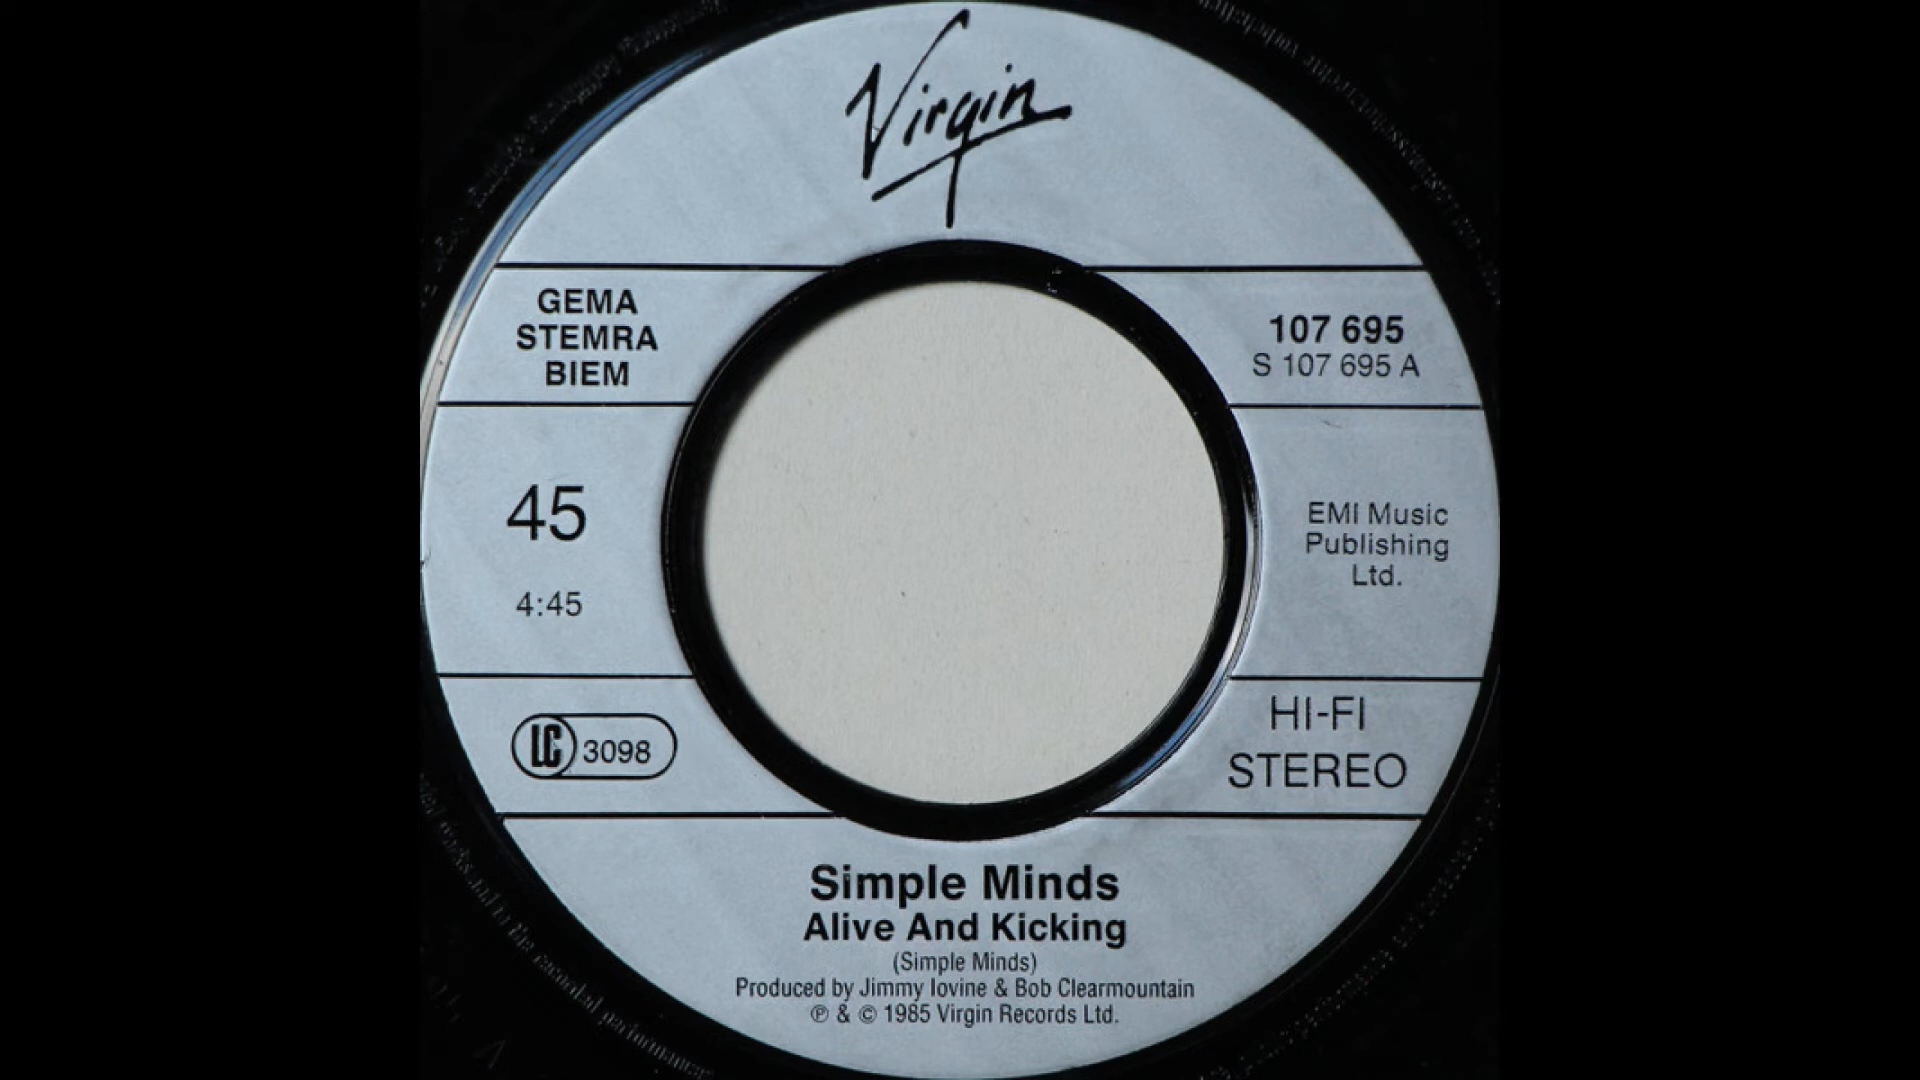 Virgin
GEMA
STEMRA
BIEM
107 695
S 107 695 A
45
4:45
EMI Music
Publishing
Ltd.
LC 3098
HI-FI
STEREO
Simple Minds
Alive And Kicking
(Simple Minds)
Produced by Jimmy Iovine & Bob Clearmountain
℗ & © 1985 Virgin Records Ltd.